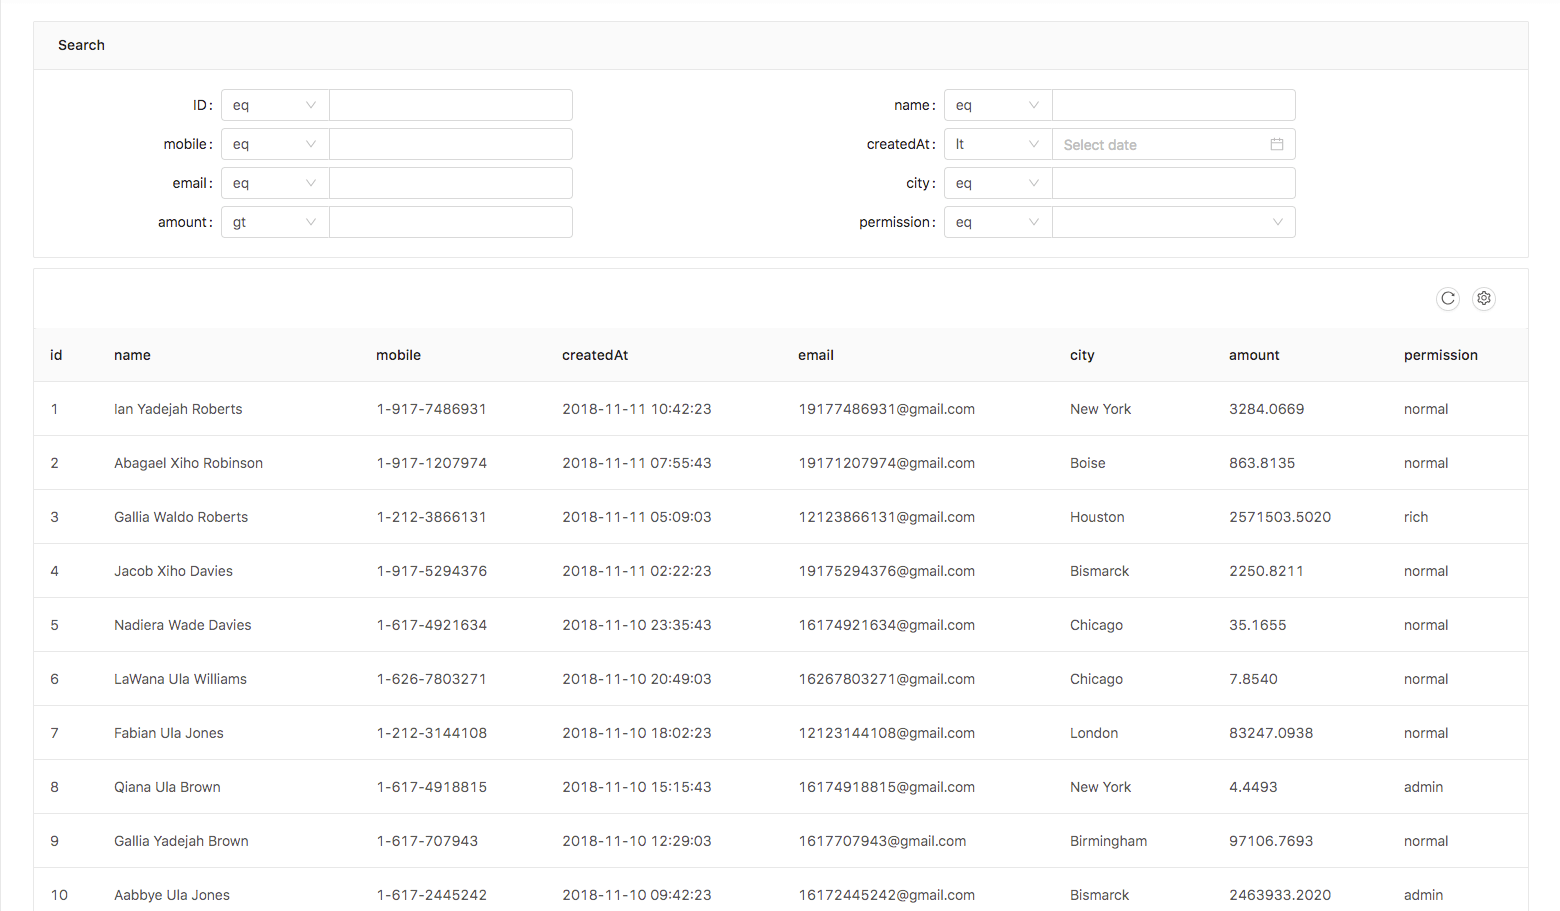 Search
ID: eq name: eq
mobile: eq createdAt: lt Select date
email: eq city: eq
amount: gt permission: eq
id name mobile createdAt email city amount permission
1 Ian Yadejah Roberts 1-917-7486931 2018-11-11 10:42:23 19177486931@gmail.com New York 3284.0669 normal
2 Abagael Xiho Robinson 1-917-1207974 2018-11-11 07:55:43 19171207974@gmail.com Boise 863.8135 normal
3 Gallia Waldo Roberts 1-212-3866131 2018-11-11 05:09:03 12123866131@gmail.com Houston 2571503.5020 rich
4 Jacob Xiho Davies 1-917-5294376 2018-11-11 02:22:23 19175294376@gmail.com Bismarck 2250.8211 normal
5 Nadiera Wade Davies 1-617-4921634 2018-11-10 23:35:43 16174921634@gmail.com Chicago 35.1655 normal
6 LaWana Ula Williams 1-626-7803271 2018-11-10 20:49:03 16267803271@gmail.com Chicago 7.8540 normal
7 Fabian Ula Jones 1-212-3144108 2018-11-10 18:02:23 12123144108@gmail.com London 83247.0938 normal
8 Qiana Ula Brown 1-617-4918815 2018-11-10 15:15:43 16174918815@gmail.com New York 4.4493 admin
9 Gallia Yadejah Brown 1-617-707943 2018-11-10 12:29:03 1617707943@gmail.com Birmingham 97106.7693 normal
10 Aabbye Ula Jones 1-617-2445242 2018-11-10 09:42:23 16172445242@gmail.com Bismarck 2463933.2020 admin